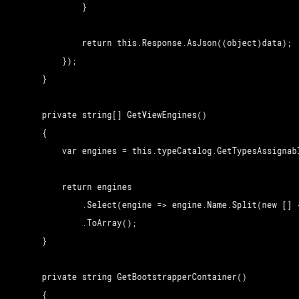 }
return this.Response.AsJson((object)data);
});
}
private string[] GetViewEngines()
{
var engines = this.typeCatalog.GetTypesAssignabl
return engines
.Select(engine => engine.Name.Split(new []
.ToArray();
}
private string GetBootstrapperContainer()
{